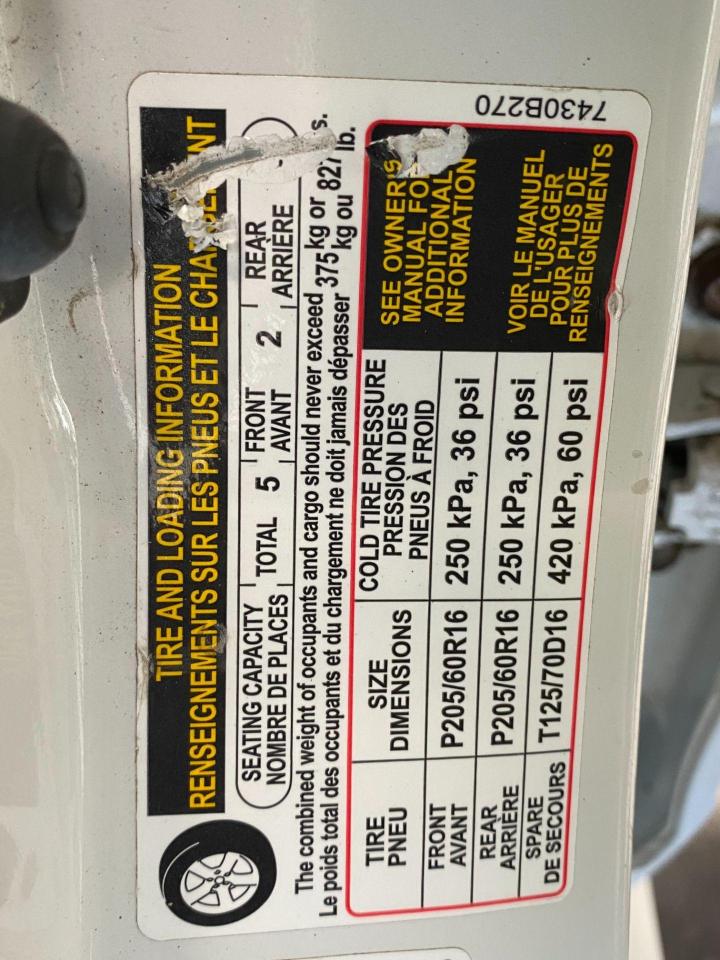 TIRE AND LOADING INFORMATION
RENSEIGNEMENTS SUR LES PNEUS ET LE
SEATING CAPACITY
NOMBRE DE PLACES
TOTAL 5
FRONT
AVANT
2
REAR
ARRIÈRE
The combined weight of occupants and cargo should never exceed 375 kg or
Le poids total des occupants et du chargement ne doit jamais dépasser 375 kg ou lb.
TIRE
PNEU
SIZE
DIMENSIONS
COLD TIRE PRESSURE
PRESSION DES
PNEUS À FROID
FRONT
AVANT
P205/60R16
250 kPa, 36 psi
REAR
ARRIÈRE
P205/60R16
250 kPa, 36 psi
SPARE
DE SECOURS
T125/70D16
420 kPa, 60 psi
SEE OWNER'S
MANUAL
ADDITIONAL
INFORMATION
VOIR LE MANUEL
DE L'USAGER
POUR PLUS DE
RENSEIGNEMENTS
7430B270